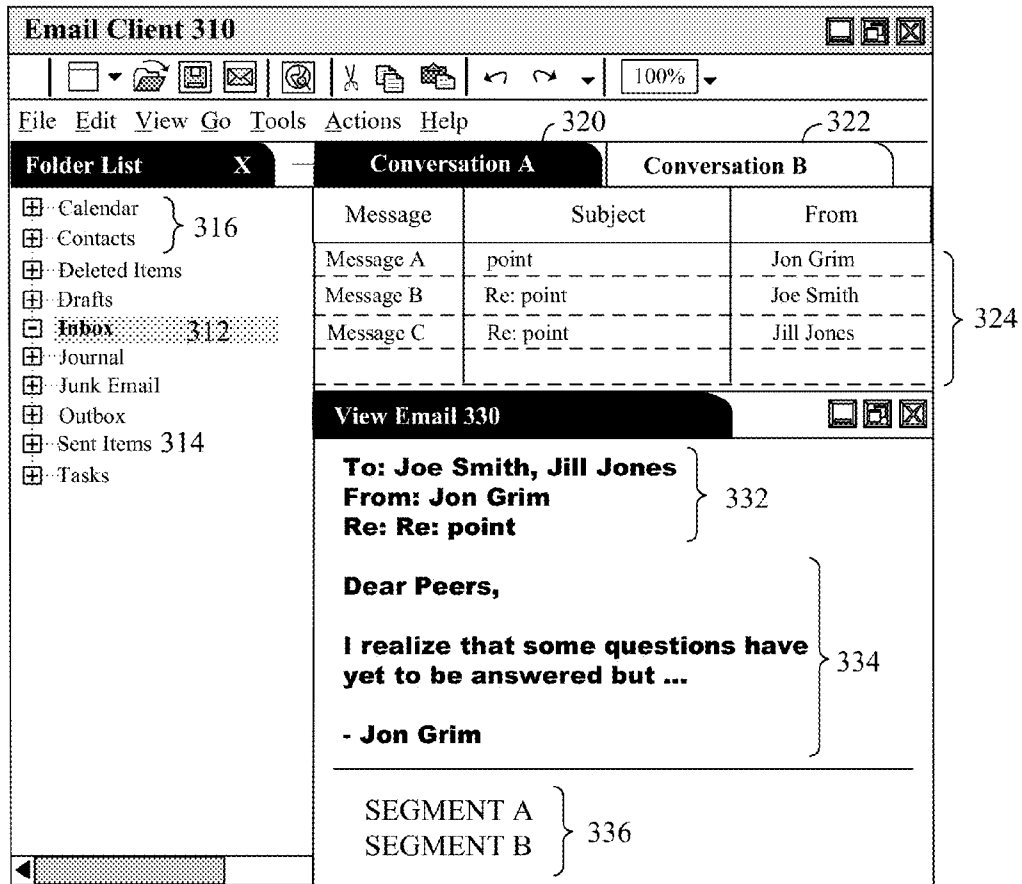 Email Client 310
100%
File Edit View Go Tools Actions Help
320
322
Folder List X
Conversation A
Conversation B
Calendar
Contacts
316
Deleted Items
Drafts
Inbox 312
Journal
Junk Email
Outbox
Sent Items 314
Tasks
Message Subject From
Message A point Jon Grim
Message B Re: point Joe Smith
Message C Re: point Jill Jones
324
View Email 330
To: Joe Smith, Jill Jones
From: Jon Grim
Re: Re: point
332
Dear Peers,
I realize that some questions have
yet to be answered but ...
- Jon Grim
334
SEGMENT A
SEGMENT B
336